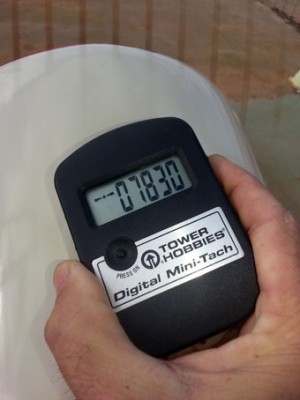 07830
PRESS ON
TOWER
HOBBIES®
Digital Mini-Tach